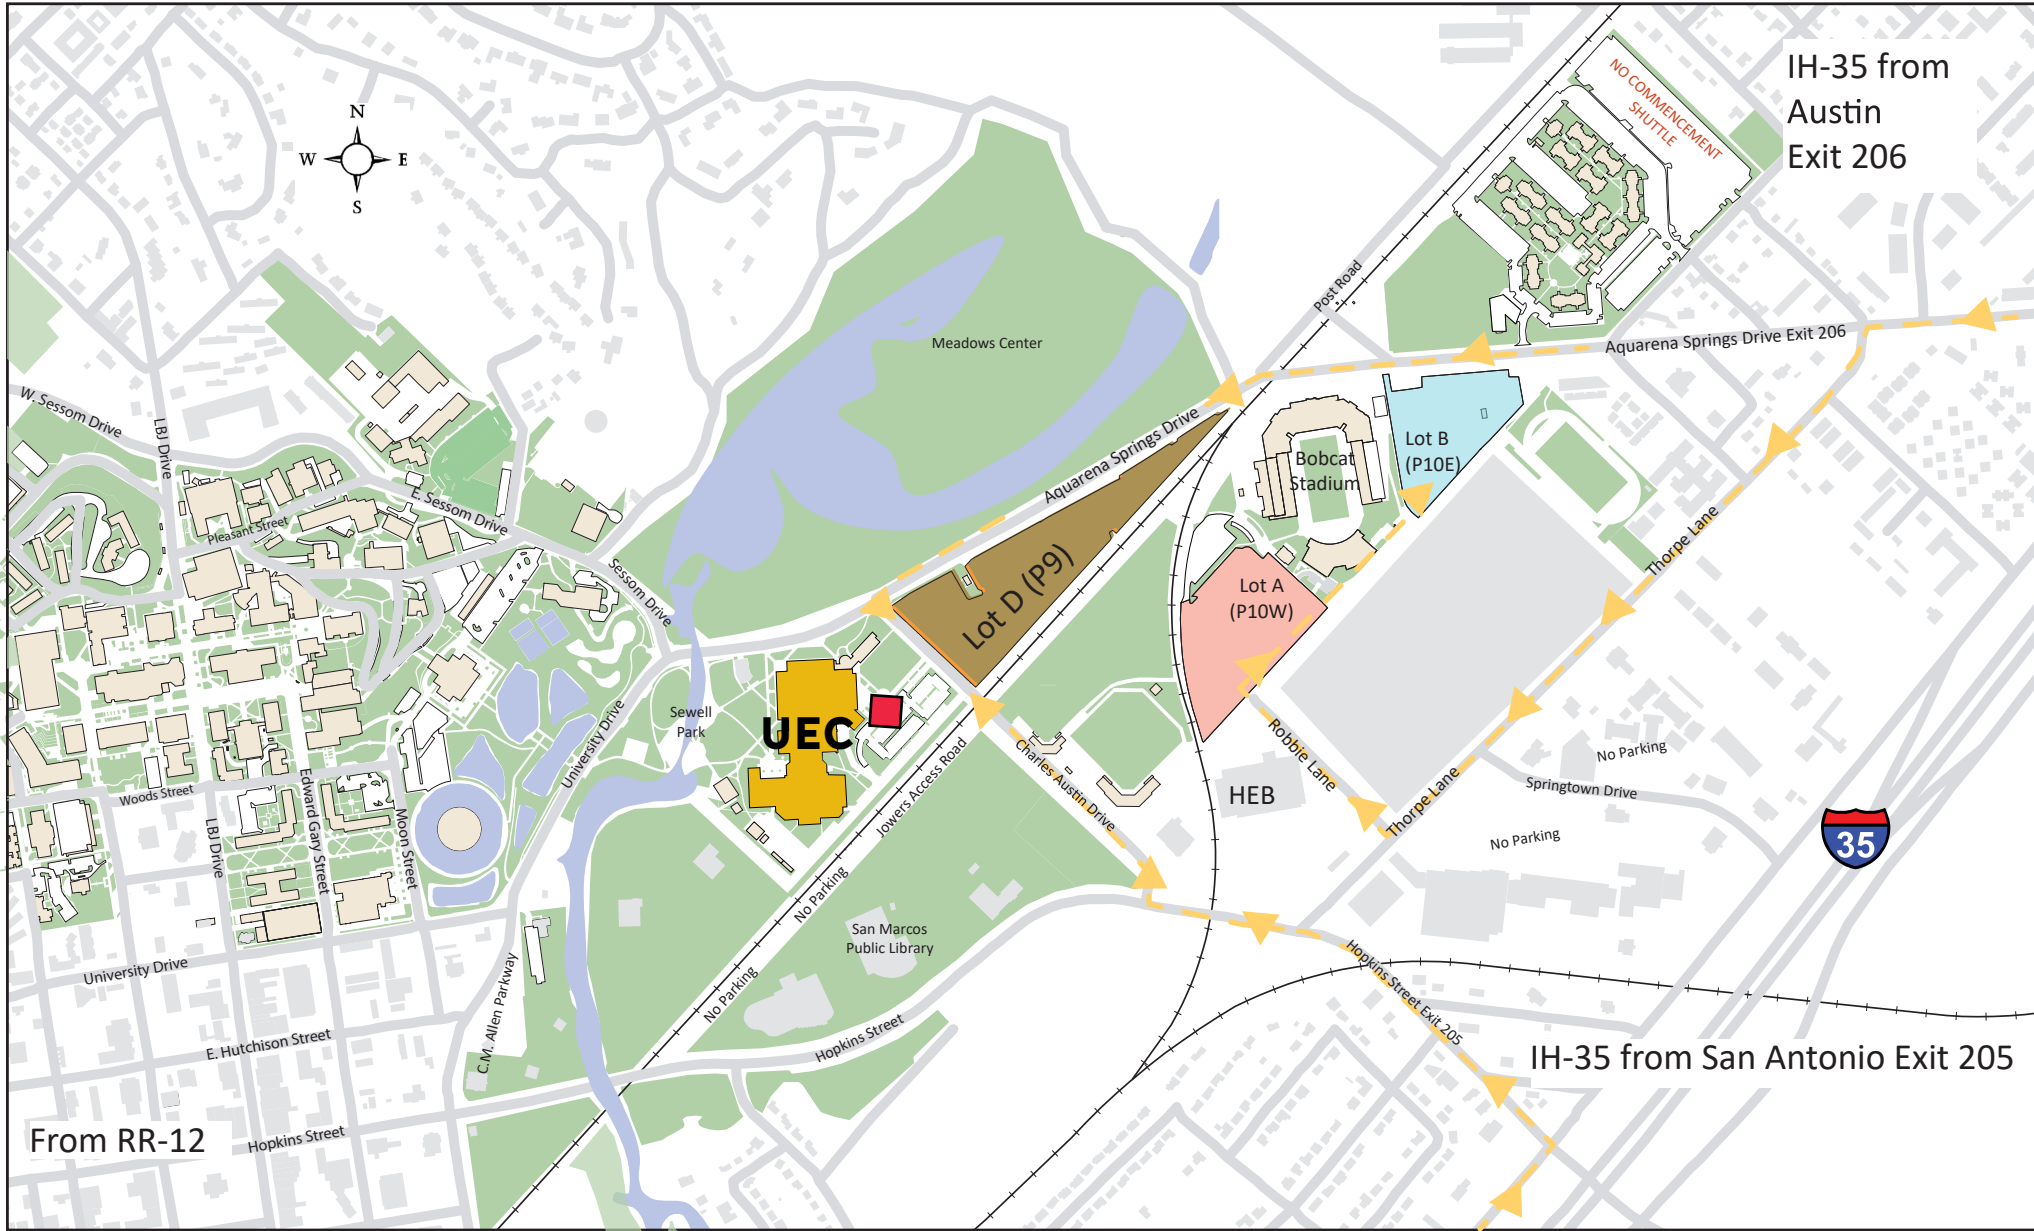 IH-35 from
Austin
Exit 206
NO COMMENCEMENT
SHUTTLE
N
W
E
S
Post Road
Meadows Center
Aquarena Springs Drive Exit 206
W. Sessom Drive
LBJ Drive
Aquarena Springs Drive
Lot B
(P10E)
Bobcat
Stadium
E. Sessom Drive
Pleasant Street
Thorpe Lane
Sessom Drive
Lot D (P9)
Lot A
(P10W)
Sewell
Park
UEC
University Drive
Robbie Lane
No Parking
Charles Austin Drive
Jowers Access Road
Springtown Drive
HEB
Woods Street
Thorpe Lane
LBJ Drive
Edward Gary Street
Moon Street
No Parking
35
No Parking
San Marcos
Public Library
University Drive
No Parking
C.M. Allen Parkway
Hopkins Street Exit 205
E. Hutchison Street
Hopkins Street
IH-35 from San Antonio Exit 205
From RR-12
Hopkins Street